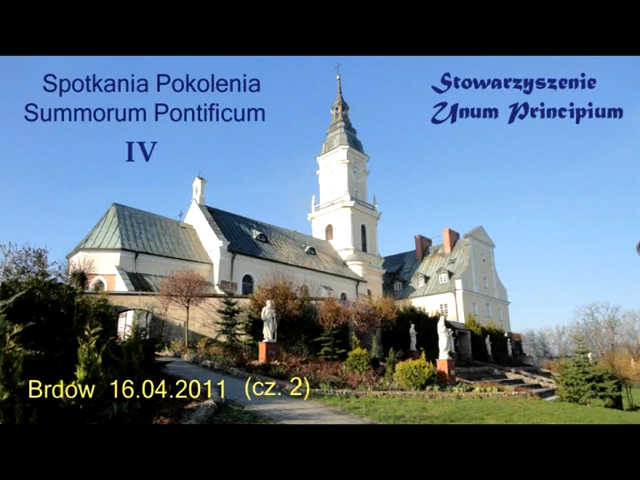 Spotkania Pokolenia
Summorum Pontificum
IV
Stowarzyszenie
Unum Principium
Brdów 16.04.2011 (cz. 2)